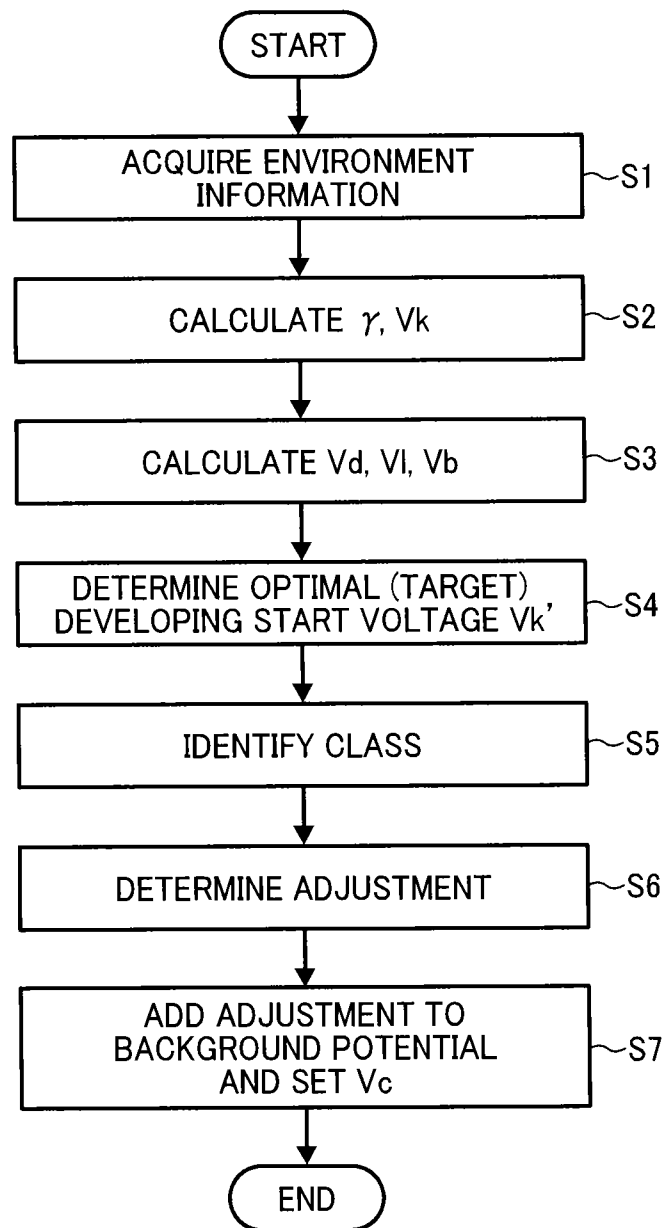 START
ACQUIRE ENVIRONMENT
INFORMATION
S1
CALCULATE γ, Vk
S2
CALCULATE Vd, Vl, Vb
S3
DETERMINE OPTIMAL (TARGET)
DEVELOPING START VOLTAGE Vk'
S4
IDENTIFY CLASS
S5
DETERMINE ADJUSTMENT
S6
ADD ADJUSTMENT TO
BACKGROUND POTENTIAL
AND SET Vc
S7
END